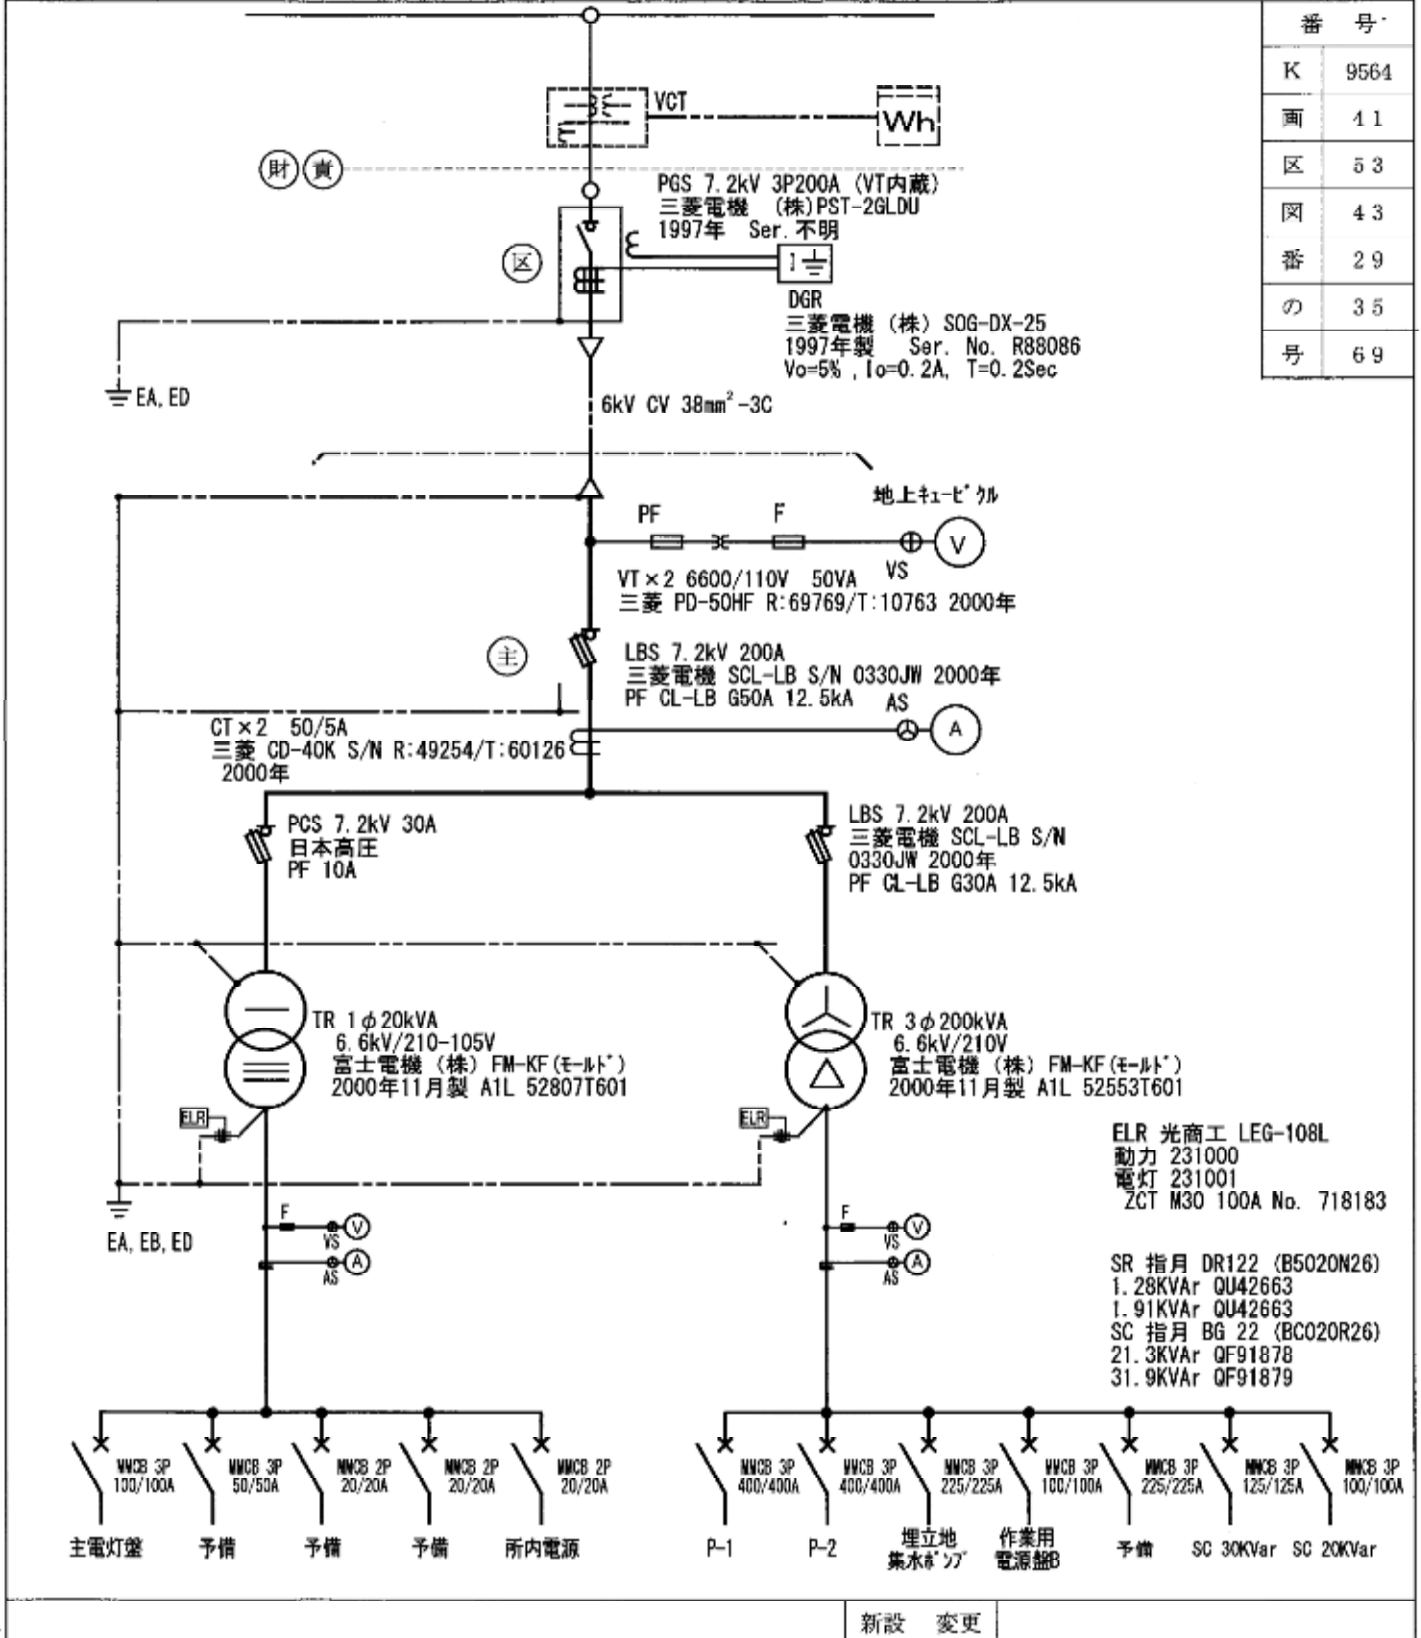 番 号
K 9564
画 41
区 53
図 43
番 29
の 35
号 69
VCT
Wh
財 責
PGS 7.2kV 3P200A (VT内蔵)
三菱電機 (株)PST-2GLDU
1997年 Ser.不明
区
I
DGR
三菱電機 (株) SOG-DX-25
1997年製 Ser. No. R88086
Vo=5% , Io=0.2A, T=0.2Sec
EA, ED
6kV CV 38mm²-3C
地上キュービクル
PF F
VS V
VT×2 6600/110V 50VA
三菱 PD-50HF R:69769/T:10763 2000年
主
LBS 7.2kV 200A
三菱電機 SCL-LB S/N 0330JW 2000年
PF CL-LB G50A 12.5kA
AS A
CT×2 50/5A
三菱 CD-40K S/N R:49254/T:60126
2000年
PCS 7.2kV 30A
日本高圧
PF 10A
LBS 7.2kV 200A
三菱電機 SCL-LB S/N
0330JW 2000年
PF CL-LB G30A 12.5kA
TR 1φ20kVA
6.6kV/210-105V
富士電機 (株) FM-KF(モールド)
2000年11月製 A1L 52807T601
TR 3φ200kVA
6.6kV/210V
富士電機 (株) FM-KF(モールド)
2000年11月製 A1L 52553T601
ELR
ELR
ELR 光商工 LEG-108L
動力 231000
電灯 231001
ZCT M30 100A No. 718183
EA, EB, ED
F VS V
AS A
F VS V
AS A
SR 指月 DR122 (B5020N26)
1.28KVAr QU42663
1.91KVAr QU42663
SC 指月 BG 22 (BC020R26)
21.3KVAr QF91878
31.9KVAr QF91879
MMCB 3P
100/100A
主電灯盤
MMCB 3P
50/50A
予備
MMCB 2P
20/20A
予備
MMCB 2P
20/20A
予備
MMCB 2P
20/20A
所内電源
MMCB 3P
400/400A
P-1
MMCB 3P
400/400A
P-2
MMCB 3P
225/225A
埋立地
集水ポンプ
MMCB 3P
100/100A
作業用
電源盤B
MMCB 3P
225/225A
予備
MMCB 3P
125/125A
SC 30KVar
MMCB 3P
100/100A
SC 20KVar
新設 変更